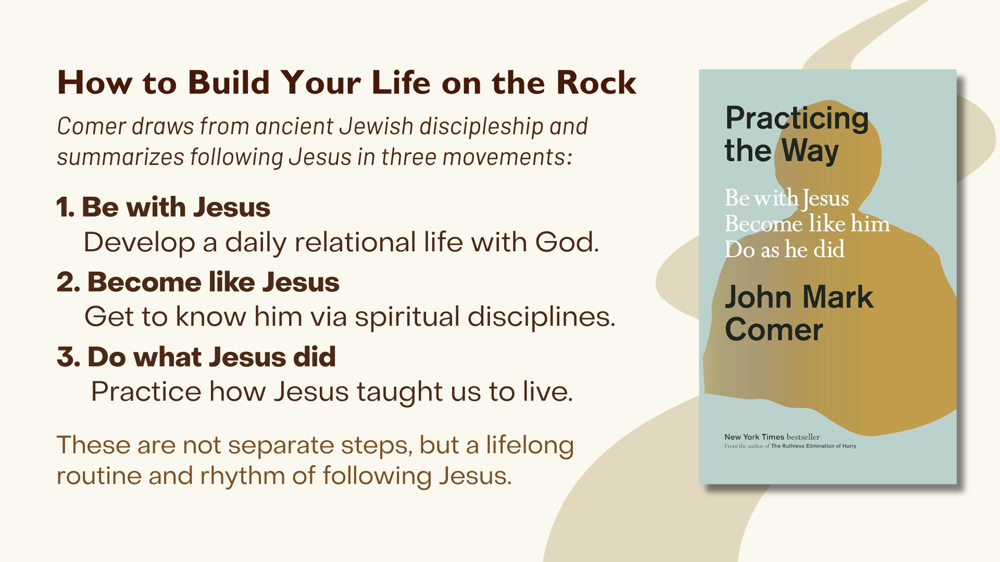 How to Build Your Life on the Rock
Comer draws from ancient Jewish discipleship and
summarizes following Jesus in three movements:
1. Be with Jesus
Develop a daily relational life with God.
2. Become like Jesus
Get to know him via spiritual disciplines.
3. Do what Jesus did
Practice how Jesus taught us to live.
These are not separate steps, but a lifelong
routine and rhythm of following Jesus.
Practicing
the Way
Be with Jesus
Become like him
Do as he did
John Mark
Comer
New York Times bestseller
From the author of The Ruthless Elimination of Hurry